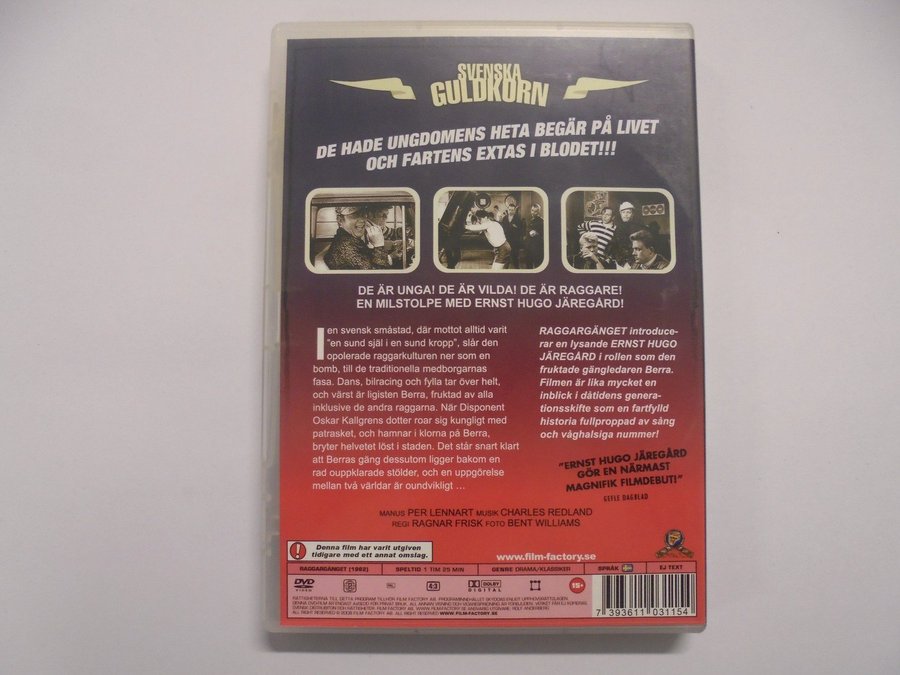 SVENSKA
GULDKORN
DE HADE UNGDOMENS HETA BEGÄR PÅ LIVET
OCH FARTENS EXTAS I BLODET!!!
DE ÄR UNGA! DE ÄR VILDA! DE ÄR RAGGARE!
EN MILSTOLPE MED ERNST HUGO JÄREGÅRD!
I en svensk småstad, där mottot alltid varit
"en sund själ i en sund kropp", slår den
opolerade raggarkulturen ner som en
bomb, till de traditionella medborgarnas
fasa. Dans, bilracing och fylla tar över helt,
och värst är ligisten Berra, fruktad av alla
inklusive de andra raggarna. När Disponent
Oskar Kallgrens dotter roar sig kungligt med
patrasket, och hamnar i klorna på Berra,
bryter helvetet löst i staden. Det står snart klart
att Berras gäng dessutom ligger bakom en
rad ouppklarade stölder, och en uppgörelse
mellan två världar är oundvikligt ...
RAGGARGÄNGET introduce-
rar en lysande ERNST HUGO
JÄREGÅRD i rollen som den
fruktade gängledaren Berra.
Filmen är lika mycket en
inblick i dåtidens genera-
tionsskifte som en fartfylld
historia fullproppad av sång
och våghalsiga nummer!
"ERNST HUGO JÄREGÅRD
GÖR EN NÄRMAST
MAGNIFIK FILMDEBUT!"
GEFLE DAGBLAD
MANUS PER LENNART MUSIK CHARLES REDLAND
REGI RAGNAR FRISK FOTO BENT WILLIAMS
Denna film har varit utgiven
tidigare med ett annat omslag.
www.film-factory.se
RAGGARGÄNGET (1962) SPELTID 1 TIM 25 MIN GENRE DRAMA/KLASSIKER SPRÅK EJ TEXT
DVD VIDEO 2 PAL 4:3 DOLBY DIGITAL 15+
7 393611 031154